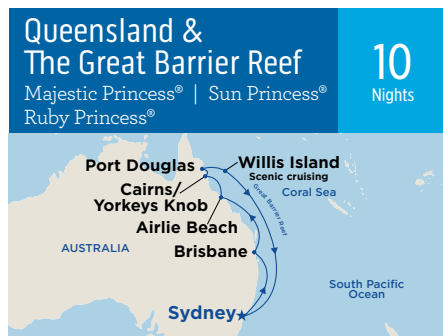 Queensland &
The Great Barrier Reef
Majestic Princess® | Sun Princess®
Ruby Princess®
10
Nights
Port Douglas
Willis Island
Scenic cruising
Cairns/
Yorkeys Knob
Great Barrier Reef
Coral Sea
Airlie Beach
AUSTRALIA
Brisbane
South Pacific
Ocean
Sydney